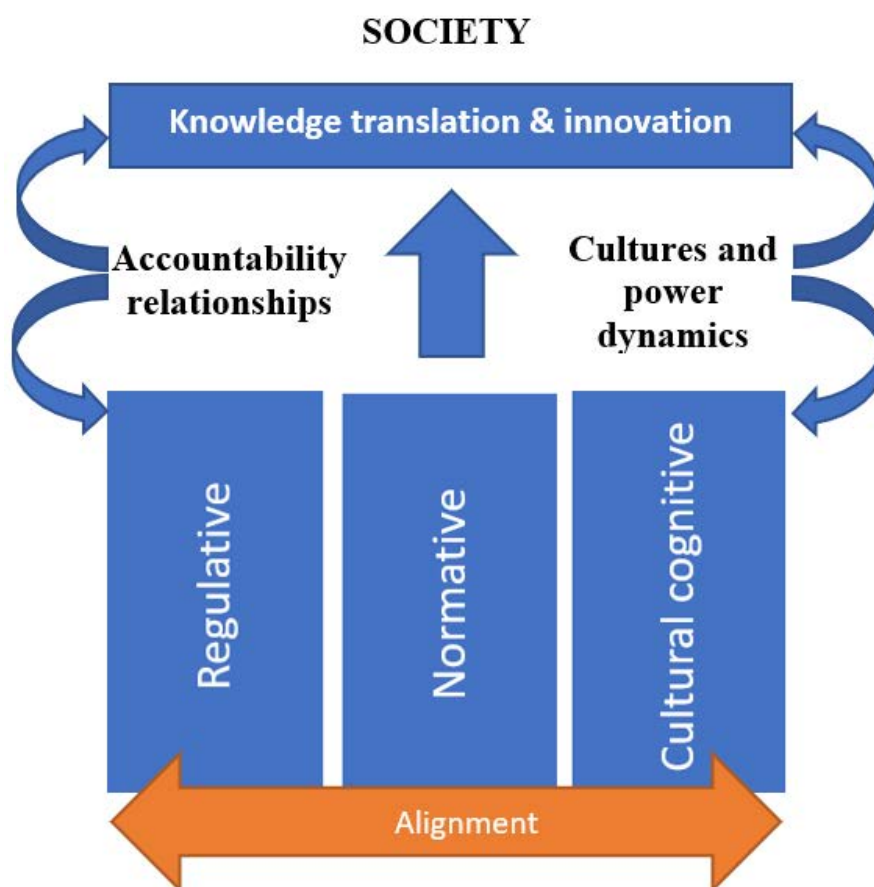 SOCIETY
Knowledge translation & innovation
Accountability
relationships
Cultures and
power
dynamics
Regulative
Normative
Cultural cognitive
Alignment